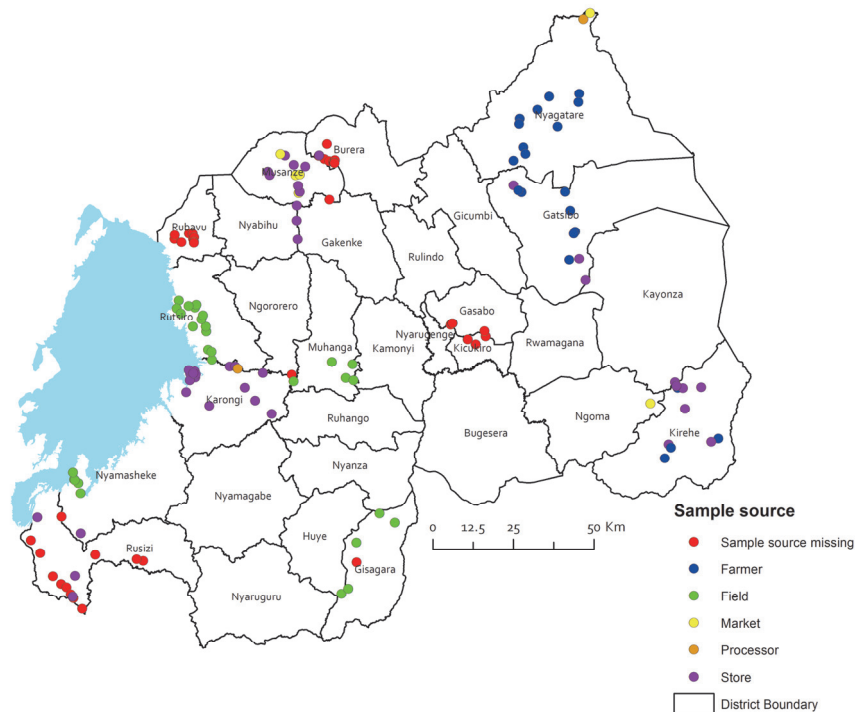 Burera
Nyagatare
Musanze
Rubavu
Nyabihu
Gicumbi
Gatsibo
Gakenke
Rulindo
Kayonza
Ngororero
Gasabo
Rutsiro
Nyarugenge
Muhanga
Kamonyi
Kicukiro
Rwamagana
Karongi
Ruhango
Ngoma
Bugesera
Kirehe
Nyamasheke
Nyanza
Nyamagabe
Huye
Rusizi
Gisagara
Nyaruguru
0 12.5 25 50 Km
Sample source
Sample source missing
Farmer
Field
Market
Processor
Store
District Boundary